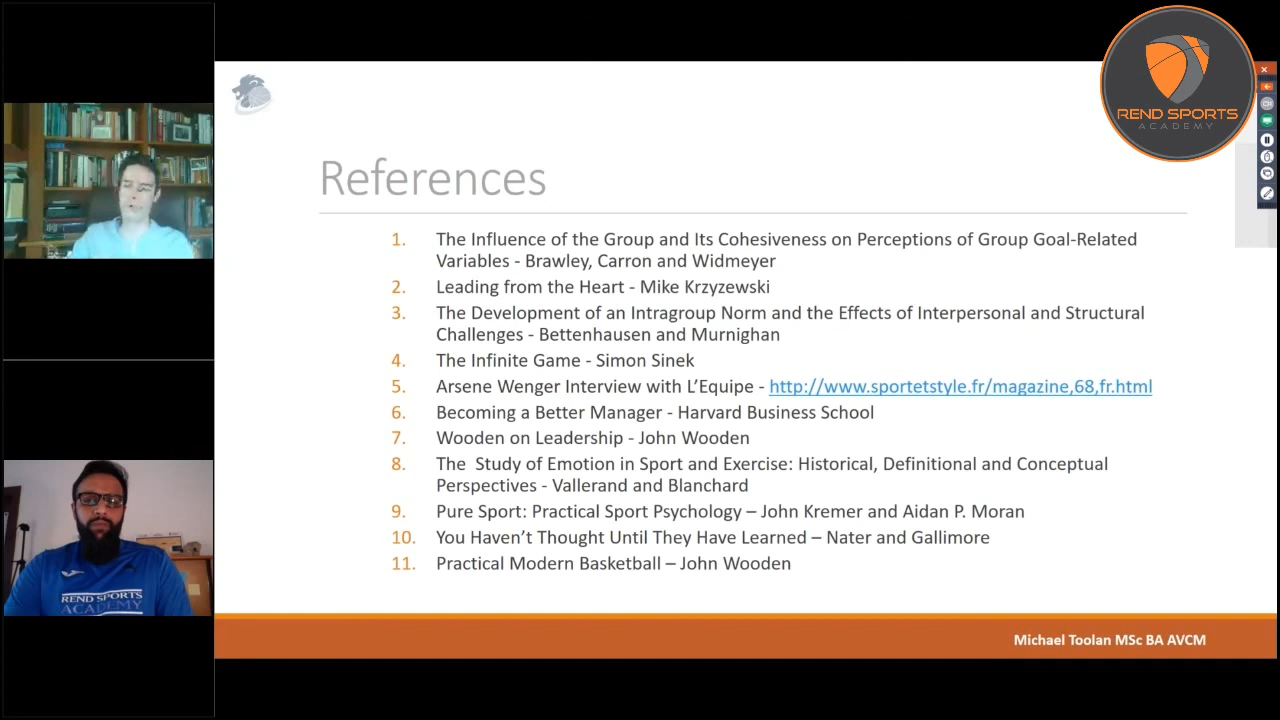 REND SPORTS
ACADEMY
References
1. The Influence of the Group and Its Cohesiveness on Perceptions of Group Goal-Related
Variables - Brawley, Carron and Widmeyer
2. Leading from the Heart - Mike Krzyzewski
3. The Development of an Intragroup Norm and the Effects of Interpersonal and Structural
Challenges - Bettenhausen and Murnighan
4. The Infinite Game - Simon Sinek
5. Arsene Wenger Interview with L’Equipe - http://www.sportetstyle.fr/magazine,68,fr.html
6. Becoming a Better Manager - Harvard Business School
7. Wooden on Leadership - John Wooden
8. The  Study of Emotion in Sport and Exercise: Historical, Definitional and Conceptual
Perspectives - Vallerand and Blanchard
9. Pure Sport: Practical Sport Psychology – John Kremer and Aidan P. Moran
10. You Haven’t Thought Until They Have Learned – Nater and Gallimore
11. Practical Modern Basketball – John Wooden
REND SPORTS
ACADEMY
Michael Toolan MSc BA AVCM